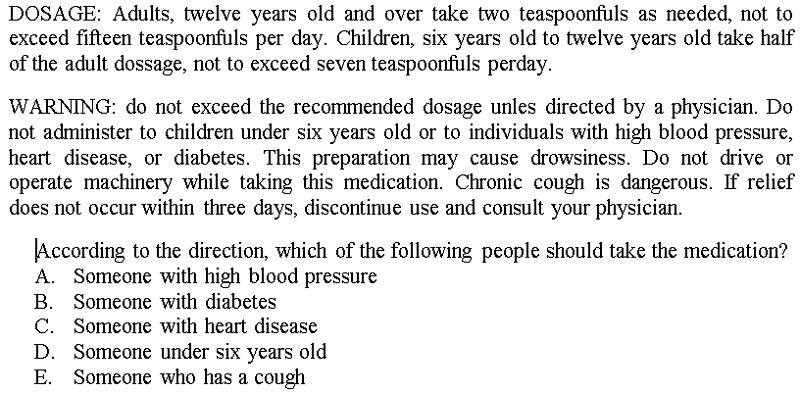 DOSAGE: Adults, twelve years old and over take two teaspoonfuls as needed, not to
exceed fifteen teaspoonfuls per day. Children, six years old to twelve years old take half
of the adult dossage, not to exceed seven teaspoonfuls perday.
WARNING: do not exceed the recommended dosage unles directed by a physician. Do
not administer to children under six years old or to individuals with high blood pressure,
heart disease, or diabetes. This preparation may cause drowsiness. Do not drive or
operate machinery while taking this medication. Chronic cough is dangerous. If relief
does not occur within three days, discontinue use and consult your physician.
According to the direction, which of the following people should take the medication?
A. Someone with high blood pressure
B. Someone with diabetes
C. Someone with heart disease
D. Someone under six years old
E. Someone who has a cough